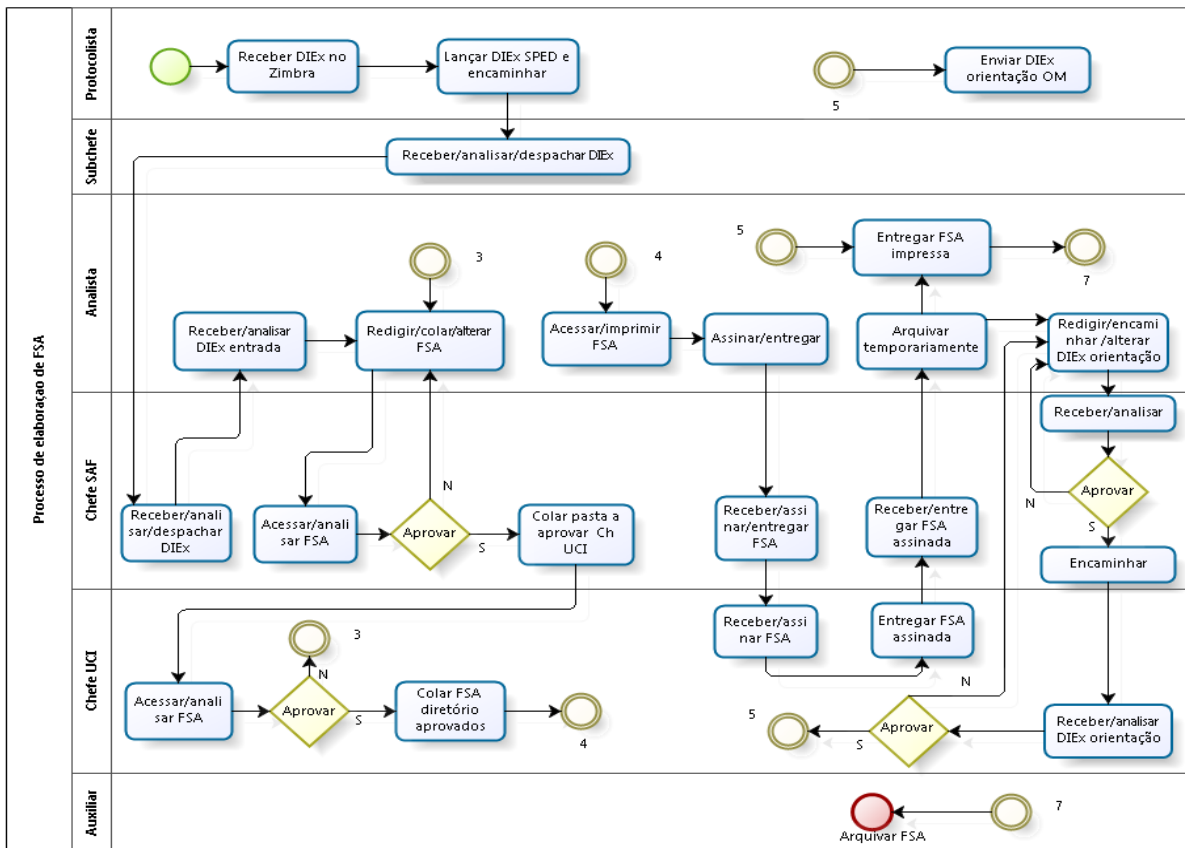 Processo de elaboraçao de FSA
Protocolista
Receber DIEx no
Zimbra
Lançar DIEx SPED e
encaminhar
5
Enviar DIEx
orientação OM
Subchefe
Receber/analisar/despachar DIEx
Analista
3
4
5
Entregar FSA
impressa
7
Receber/analisar
DIEx entrada
Redigir/colar/alterar
FSA
Acessar/imprimir
FSA
Assinar/entregar
Arquivar
temporariamente
Redigir/encami
nhar /alterar
DIEx orientação
Chefe SAF
Receber/analisar
N
Aprovar
N
S
Receber/anali
sar/despachar
DIEx
Acessar/anali
sar FSA
Aprovar
S
Colar pasta a
aprovar Ch
UCI
Receber/assi
nar/entregar
FSA
Receber/entre
gar FSA
assinada
Encaminhar
Chefe UCI
3
N
Receber/assi
nar FSA
Entregar FSA
assinada
N
Acessar/anali
sar FSA
Aprovar
S
Colar FSA
diretório
aprovados
4
5
S
Aprovar
Receber/analisar
DIEx orientação
Auxiliar
7
Arquivar FSA